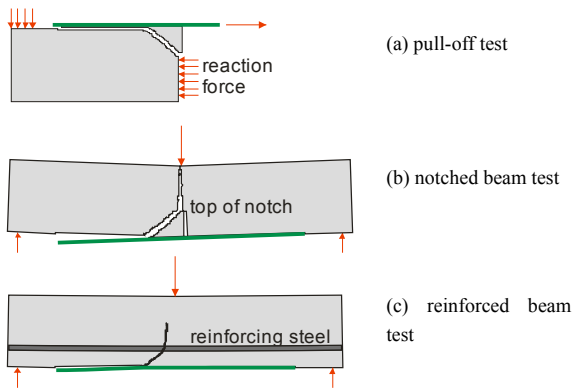 (a) pull-off test
reaction
force
(b) notched beam test
top of notch
(c) reinforced beam
test
reinforcing steel